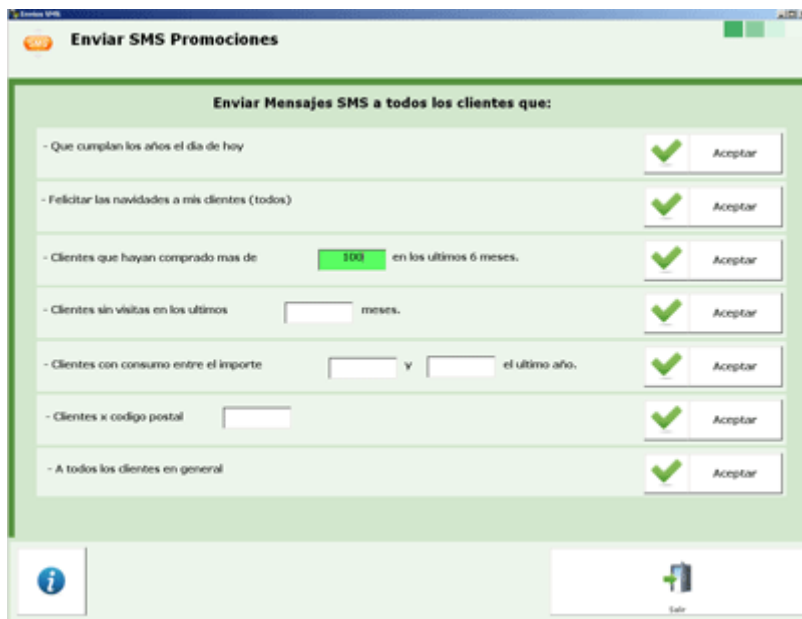 Envios SMS
SMS
Enviar SMS Promociones
Enviar Mensajes SMS a todos los clientes que:
- Que cumplan los años el dia de hoy
Aceptar
- Felicitar las navidades a mis clientes (todos)
Aceptar
- Clientes que hayan comprado mas de 100 en los ultimos 6 meses.
Aceptar
- Clientes sin visitas en los ultimos meses.
Aceptar
- Clientes con consumo entre el importe y el ultimo año.
Aceptar
- Clientes x codigo postal
Aceptar
- A todos los clientes en general
Aceptar
i
Salir